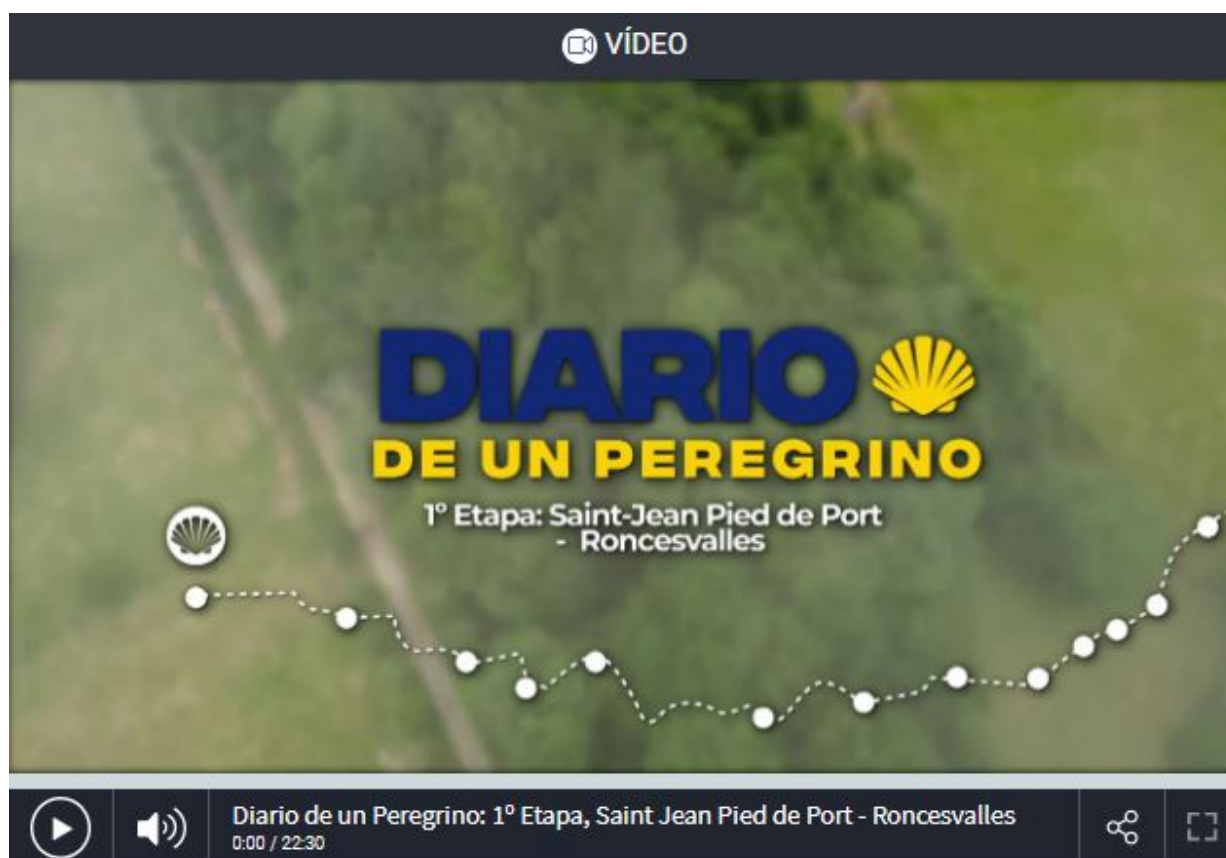 VÍDEO
DIARIO
DE UN PEREGRINO
1º Etapa: Saint-Jean Pied de Port
- Roncesvalles
Diario de un Peregrino: 1º Etapa, Saint Jean Pied de Port - Roncesvalles
0:00 / 22:30